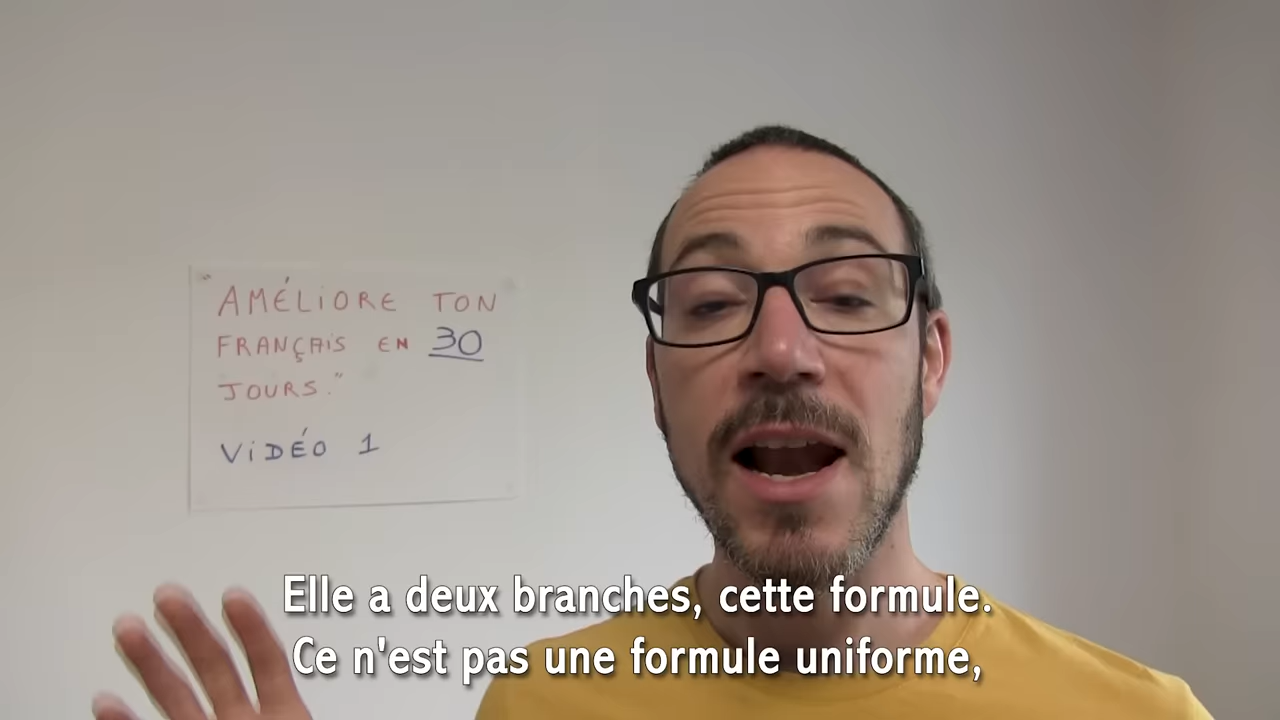 AMÉLIORE TON
FRANÇAIS EN 30
JOURS."
VIDÉO 1
Elle a deux branches, cette formule.
Ce n'est pas une formule uniforme,